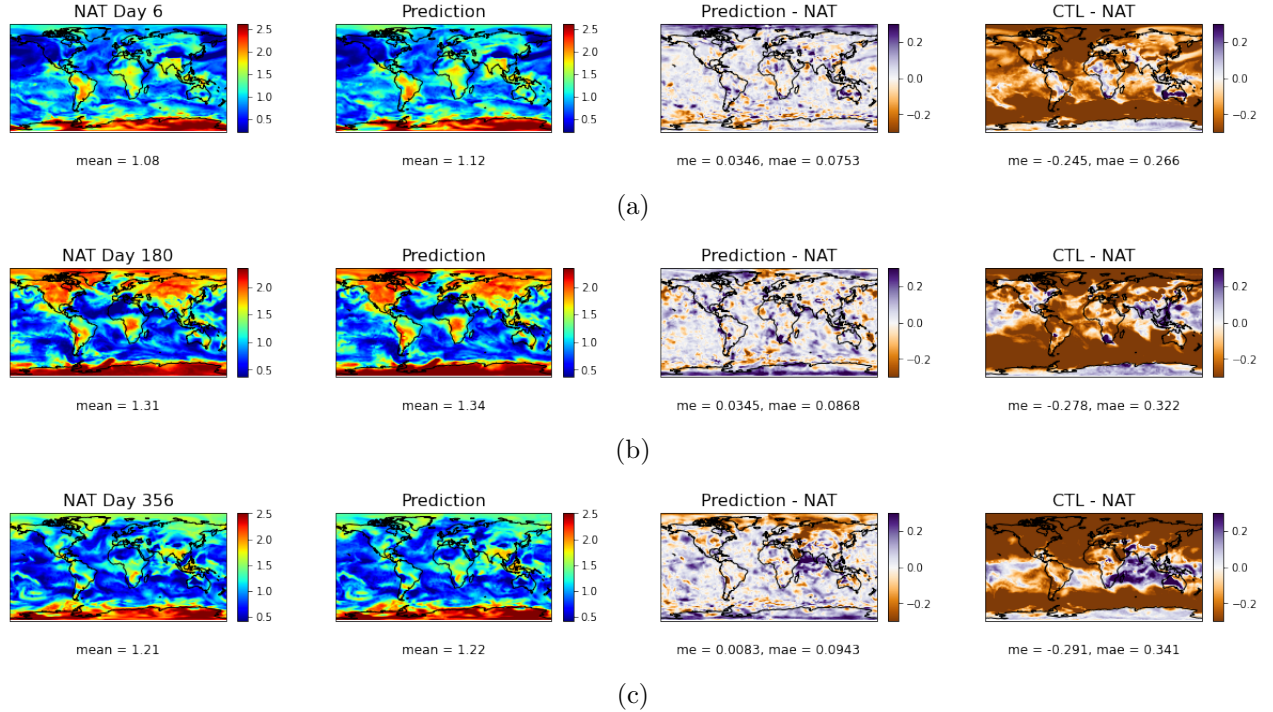 NAT Day 6 Prediction Prediction - NAT CTL - NAT
2.5 2.5 0.2 0.2
2.0 2.0 0.0 0.0
1.5 1.5 −0.2 −0.2
1.0 1.0
0.5 0.5
mean = 1.08 mean = 1.12 me = 0.0346, mae = 0.0753 me = -0.245, mae = 0.266
(a)
NAT Day 180 Prediction Prediction - NAT CTL - NAT
2.0 2.0 0.2 0.2
1.5 1.5 0.0 0.0
1.0 1.0 −0.2 −0.2
0.5 0.5
mean = 1.31 mean = 1.34 me = 0.0345, mae = 0.0868 me = -0.278, mae = 0.322
(b)
NAT Day 356 Prediction Prediction - NAT CTL - NAT
2.5 2.5 0.2 0.2
2.0 2.0 0.0 0.0
1.5 1.5 −0.2 −0.2
1.0 1.0
0.5 0.5
mean = 1.21 mean = 1.22 me = 0.0083, mae = 0.0943 me = -0.291, mae = 0.341
(c)